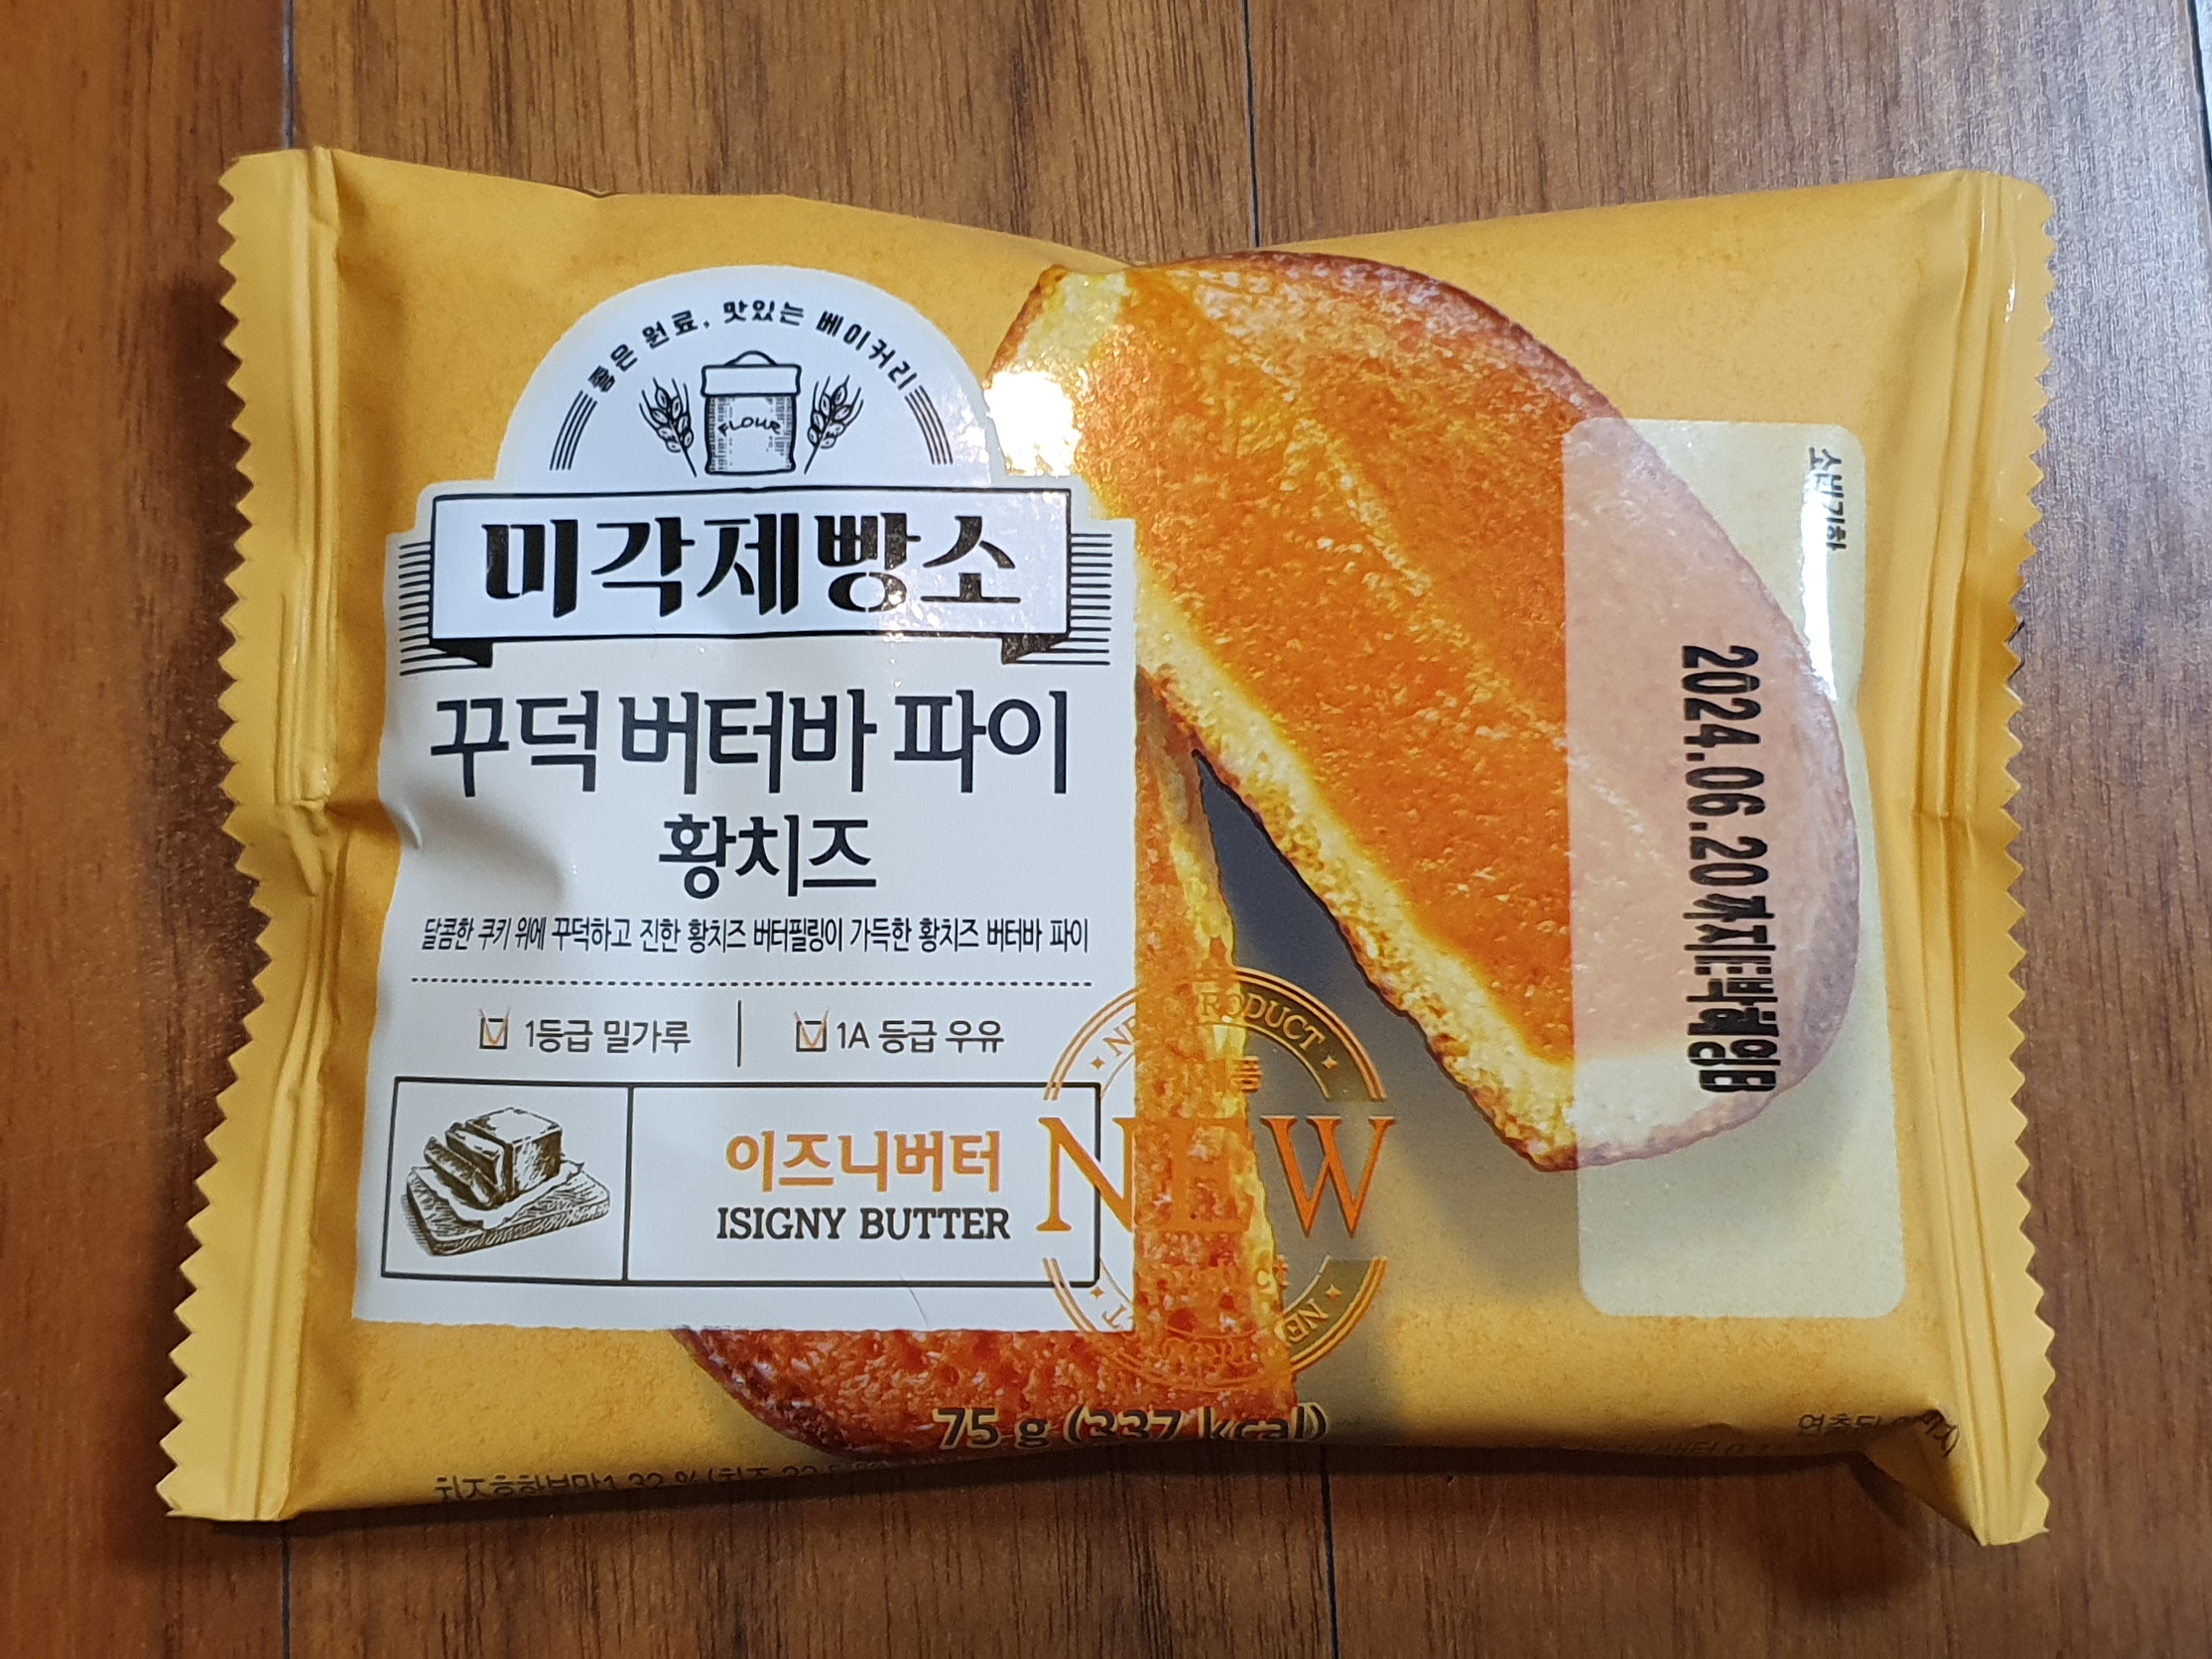 좋은 원료, 맛있는 베이커리
FLOUR
미각제빵소
꾸덕 버터바 파이
황치즈
달콤한 쿠키 위에 꾸덕하고 진한 황치즈 버터필링이 가득한 황치즈 버터바 파이
1등급 밀가루
1A 등급 우유
이즈니버터
ISIGNY BUTTER
PRODUCT
NEW
75 g (337 kcal)
소비기한
2024.06.20까지